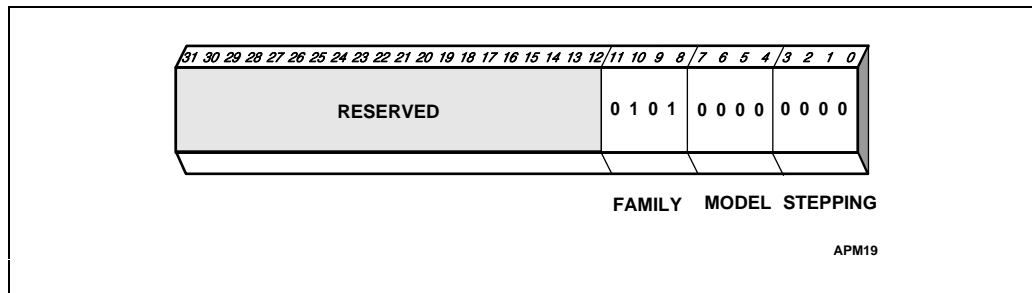 31 30 29 28 27 26 25 24 23 22 21 20 19 18 17 16 15 14 13 12 11 10 9 8 7 6 5 4 3 2 1 0
RESERVED 0 1 0 1 0 0 0 0 0 0 0 0
FAMILY MODEL STEPPING
APM19